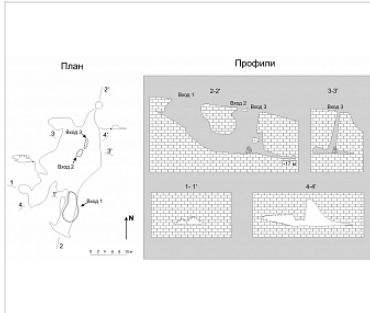 План
Профили
2'
4'
3
Вход 3
3'
Вход 2
1
4
Вход 1
N
2
Вход 1
2-2'
Вход 2
Вход 3
-17 м
3-3'
Вход 3
1- 1'
4-4'